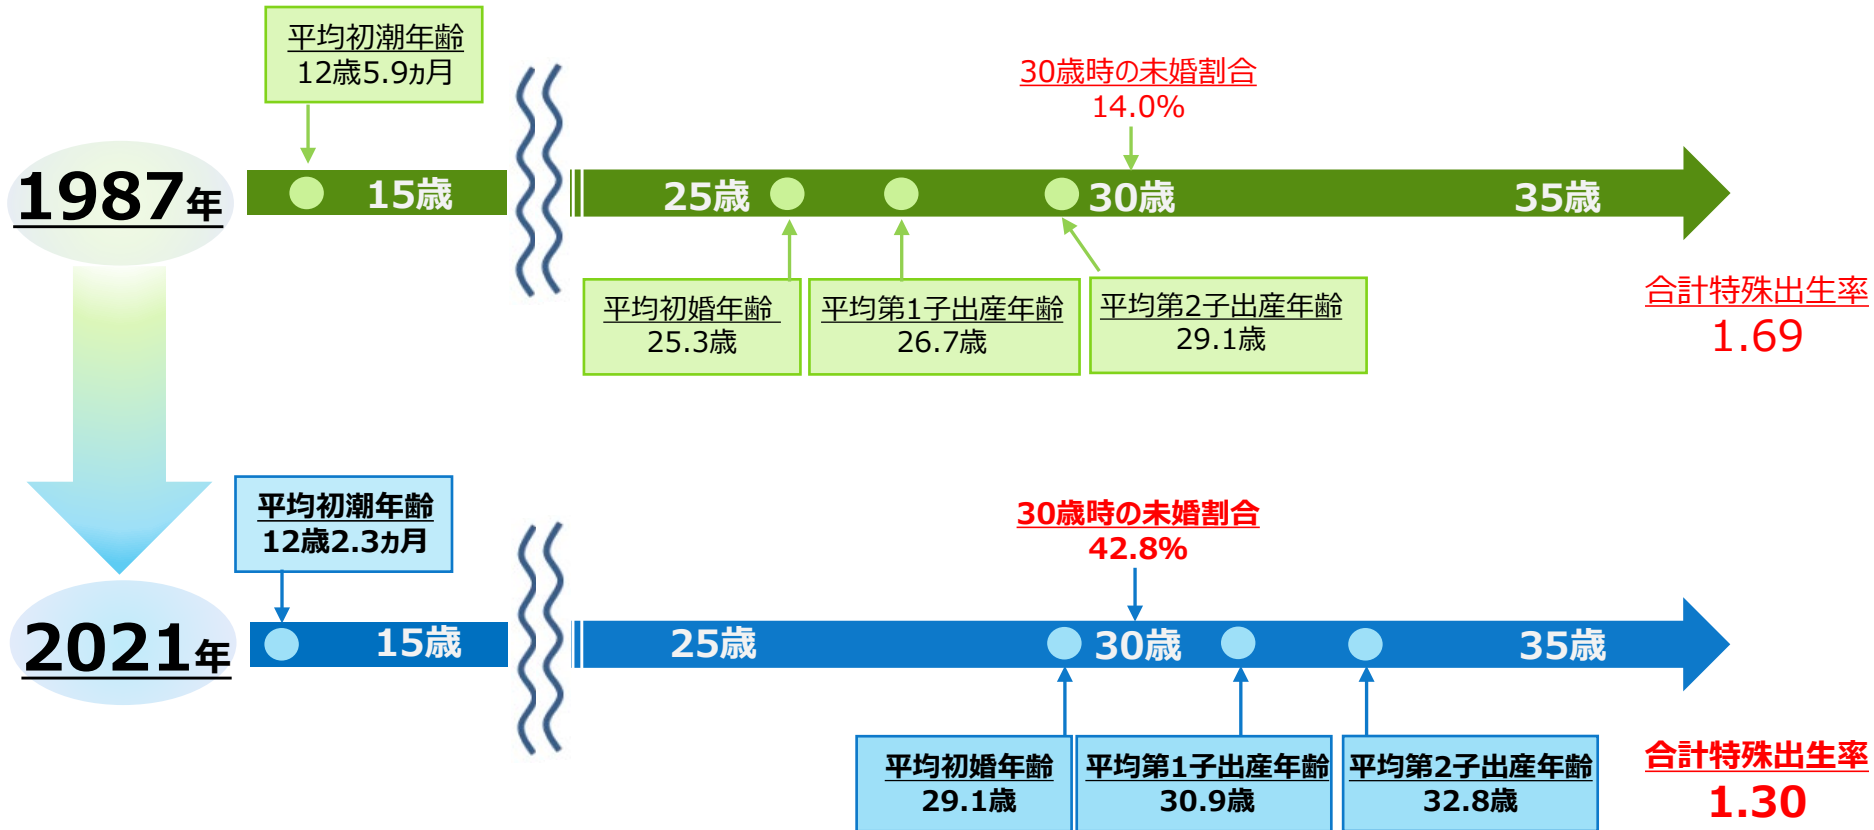 平均初潮年齢
12歳5.9ヵ月
30歳時の未婚割合
14.0%
1987年
15歳
25歳
30歳
35歳
平均初婚年齢
25.3歳
平均第1子出産年齢
26.7歳
平均第2子出産年齢
29.1歳
合計特殊出生率
1.69
平均初潮年齢
12歳2.3ヵ月
30歳時の未婚割合
42.8%
2021年
15歳
25歳
30歳
35歳
平均初婚年齢
29.1歳
平均第1子出産年齢
30.9歳
平均第2子出産年齢
32.8歳
合計特殊出生率
1.30